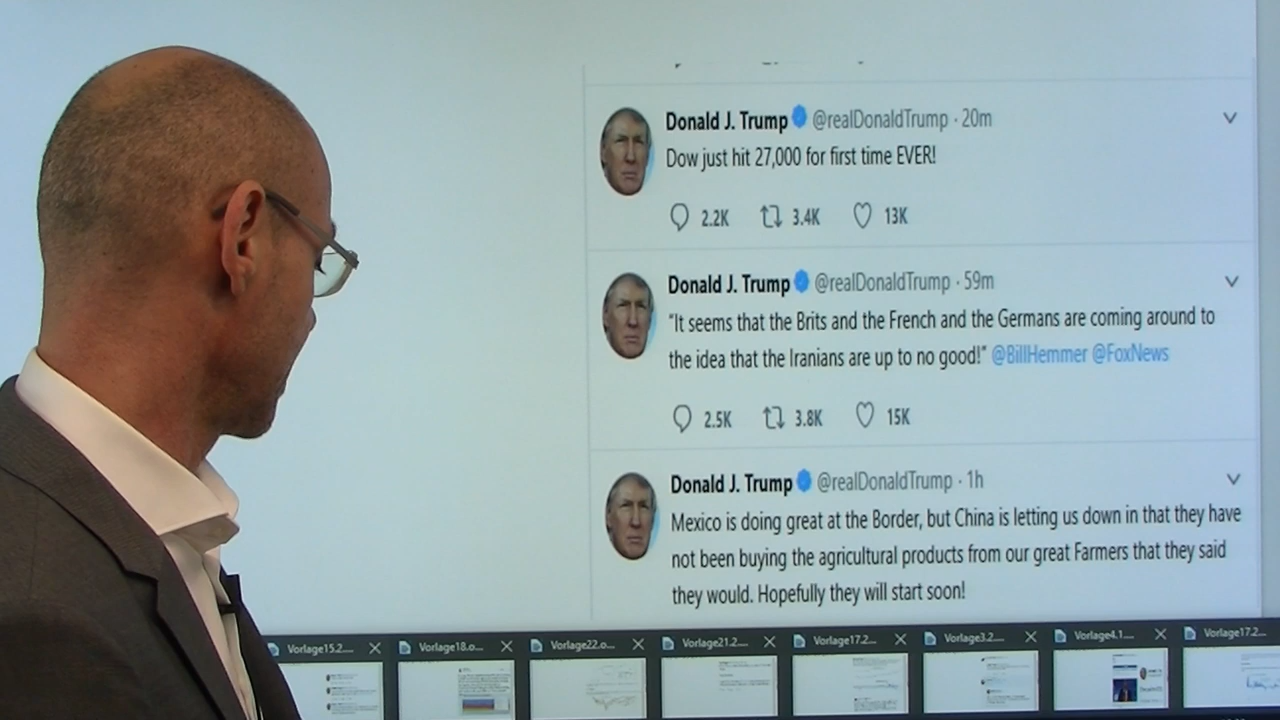 Donald J. Trump @realDonaldTrump · 20m
Dow just hit 27,000 for first time EVER!
2.2K 3.4K 13K
Donald J. Trump @realDonaldTrump · 59m
"It seems that the Brits and the French and the Germans are coming around to
the idea that the Iranians are up to no good!" @BillHemmer @FoxNews
2.5K 3.8K 15K
Donald J. Trump @realDonaldTrump · 1h
Mexico is doing great at the Border, but China is letting us down in that they have
not been buying the agricultural products from our great Farmers that they said
they would. Hopefully they will start soon!
Vorlage15.2.... Vorlage18.o... Vorlage22.o... Vorlage21.2.... Vorlage17.2.... Vorlage3.2.... Vorlage4.1.... Vorlage17.2...